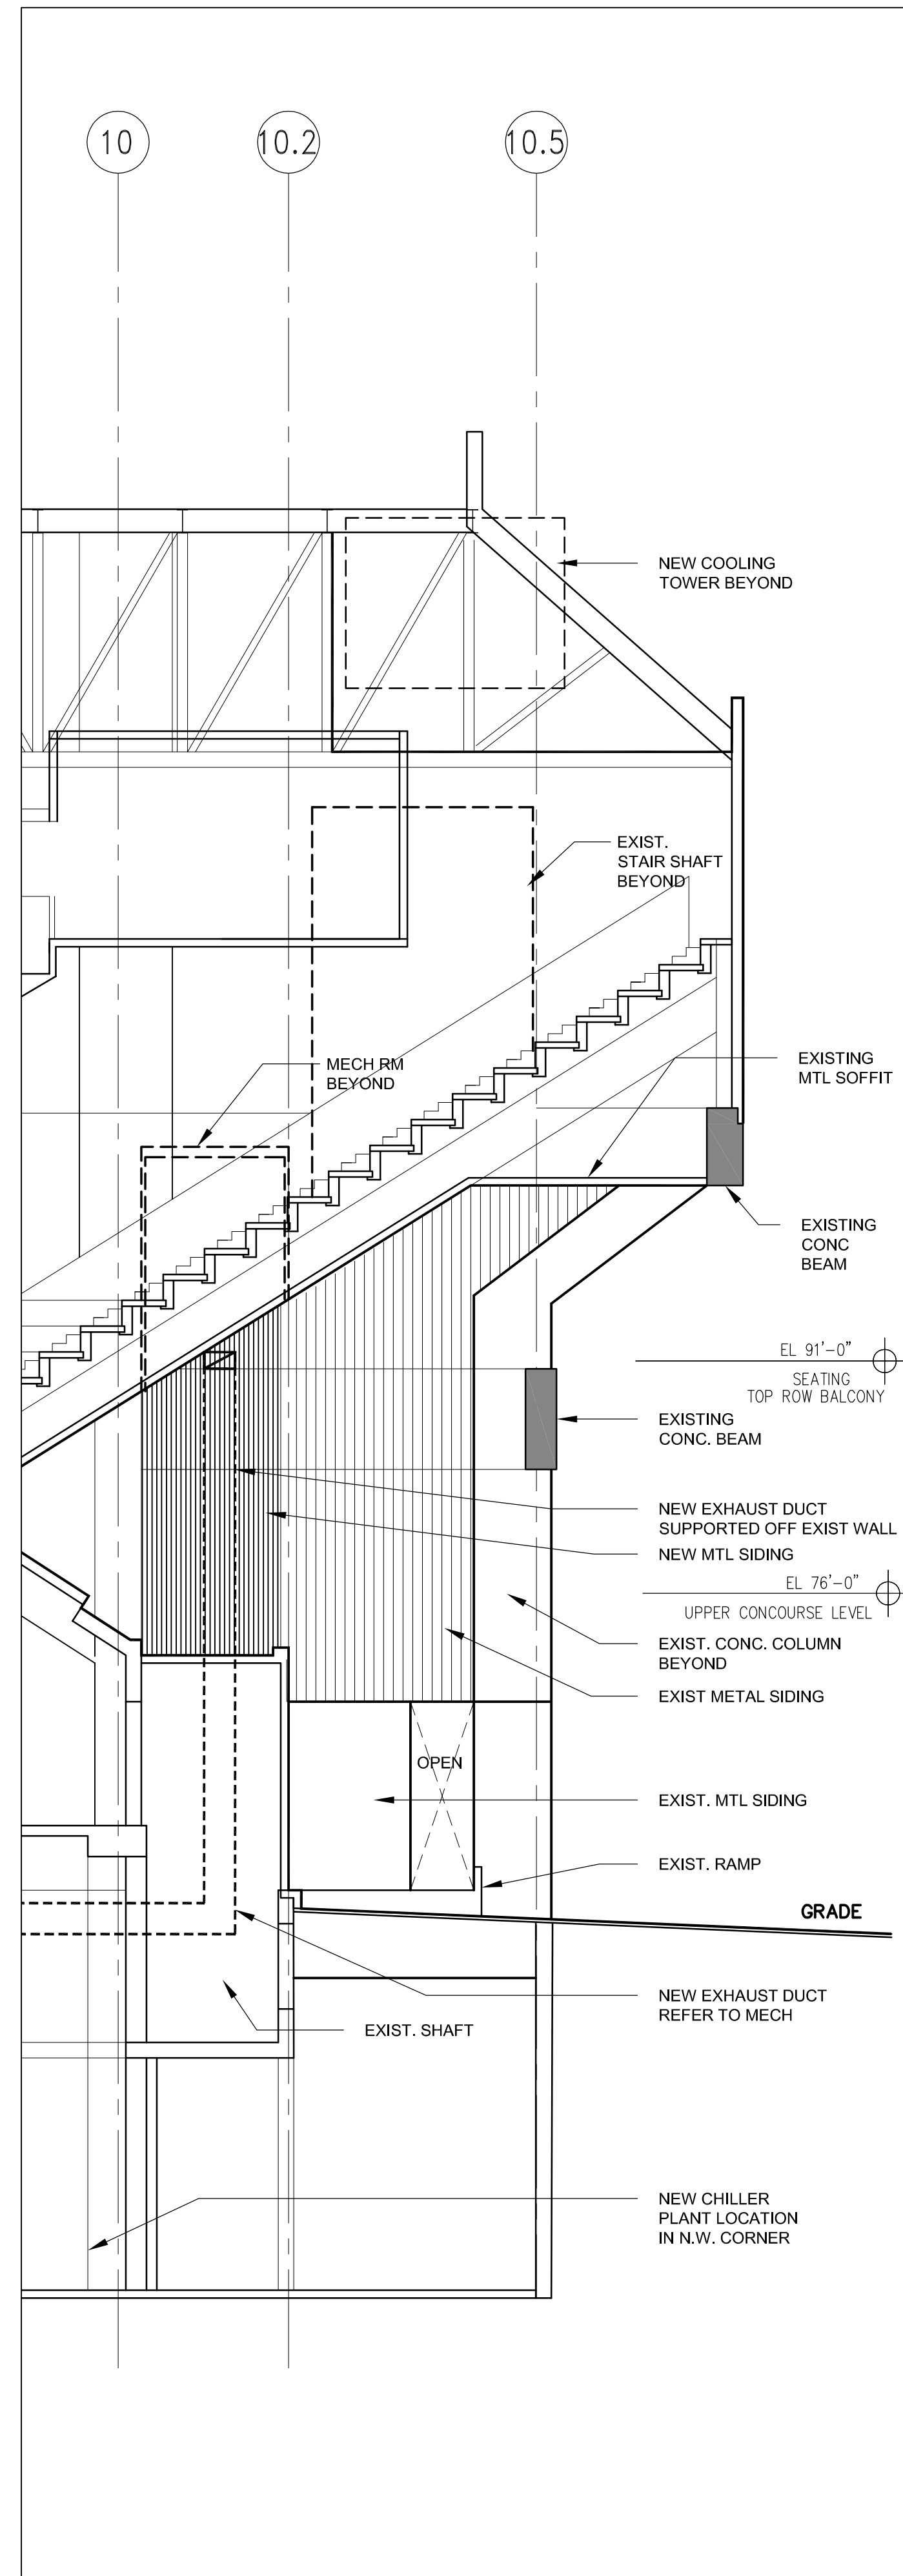 10
10.2
10.5
NEW COOLING
TOWER BEYOND
EXIST.
STAIR SHAFT
BEYOND
MECH RM
BEYOND
EXISTING
MTL SOFFIT
EXISTING
CONC
BEAM
EL 91'-0"
SEATING
TOP ROW BALCONY
EXISTING
CONC. BEAM
NEW EXHAUST DUCT
SUPPORTED OFF EXIST WALL
NEW MTL SIDING
EL 76'-0"
UPPER CONCOURSE LEVEL
EXIST. CONC. COLUMN
BEYOND
EXIST METAL SIDING
OPEN
EXIST. MTL SIDING
EXIST. RAMP
GRADE
NEW EXHAUST DUCT
REFER TO MECH
EXIST. SHAFT
NEW CHILLER
PLANT LOCATION
IN N.W. CORNER